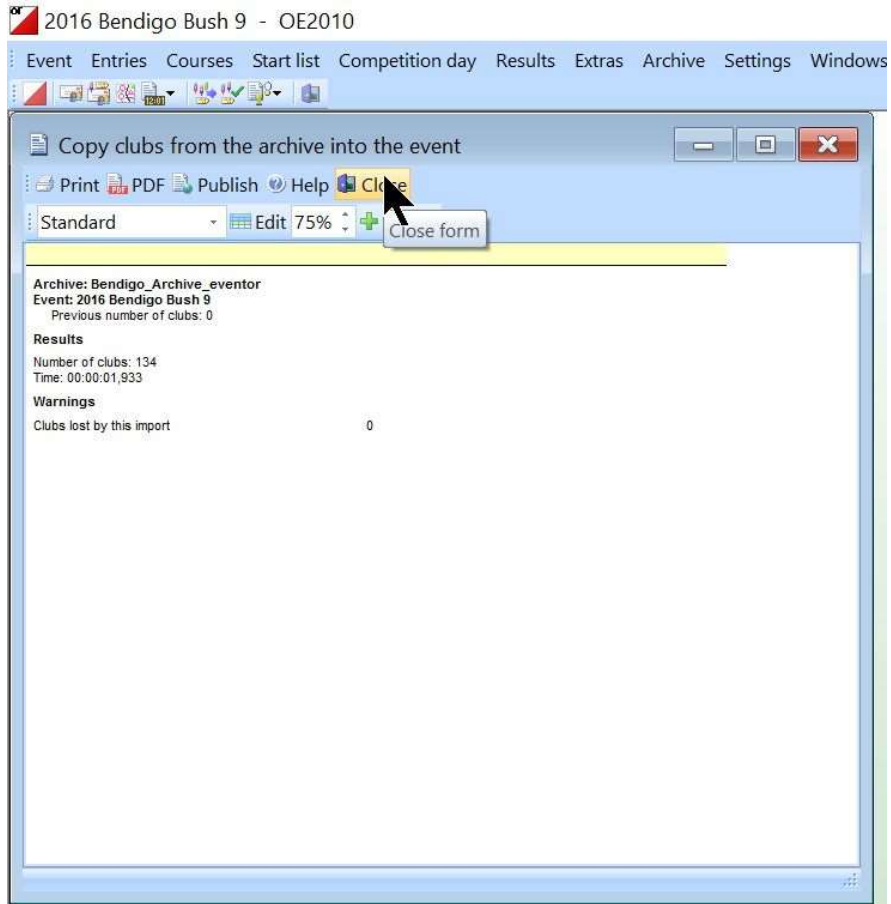 2016 Bendigo Bush 9 - OE2010
Event Entries Courses Start list Competition day Results Extras Archive Settings Windows
Copy clubs from the archive into the event
Print PDF Publish Help Close
Standard Edit 75%
Close form
Archive: Bendigo_Archive_eventor
Event: 2016 Bendigo Bush 9
Previous number of clubs: 0
Results
Number of clubs: 134
Time: 00:00:01,933
Warnings
Clubs lost by this import 0